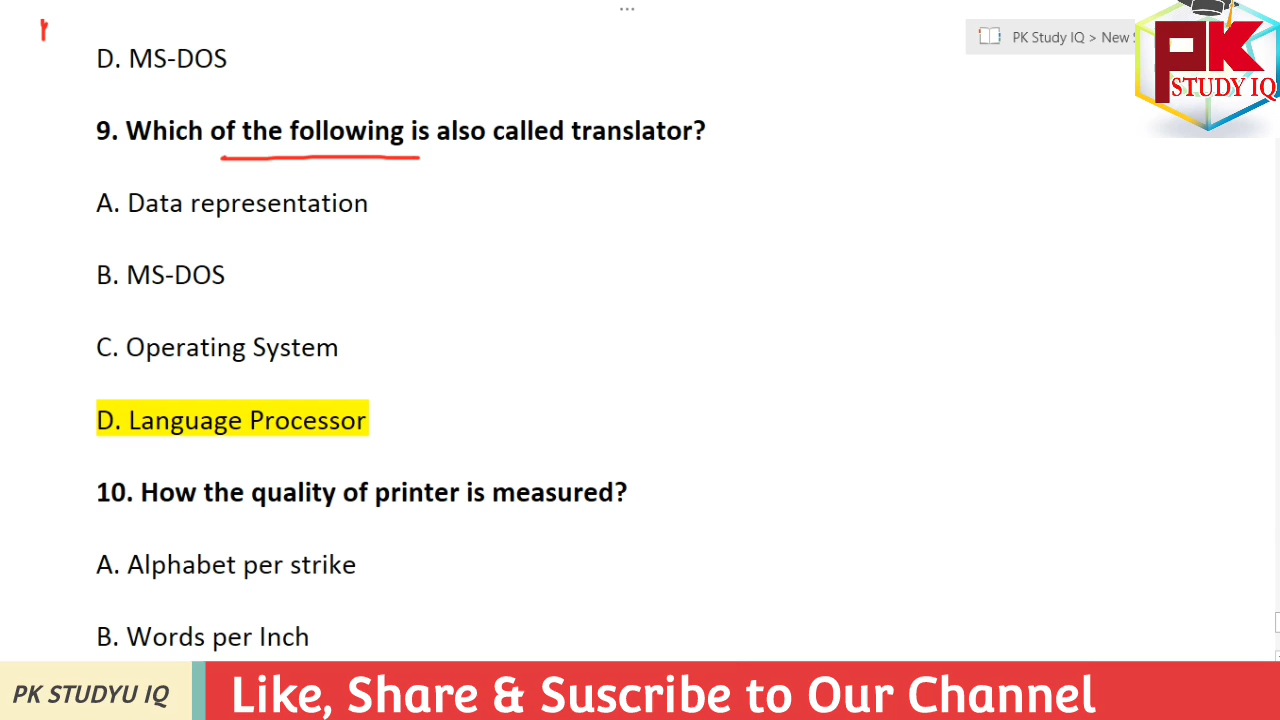 D. MS-DOS
PK Study IQ > New
PK
STUDY IQ
9. Which of the following is also called translator?
A. Data representation
B. MS-DOS
C. Operating System
D. Language Processor
10. How the quality of printer is measured?
A. Alphabet per strike
B. Words per Inch
PK STUDYU IQ
Like, Share & Suscribe to Our Channel